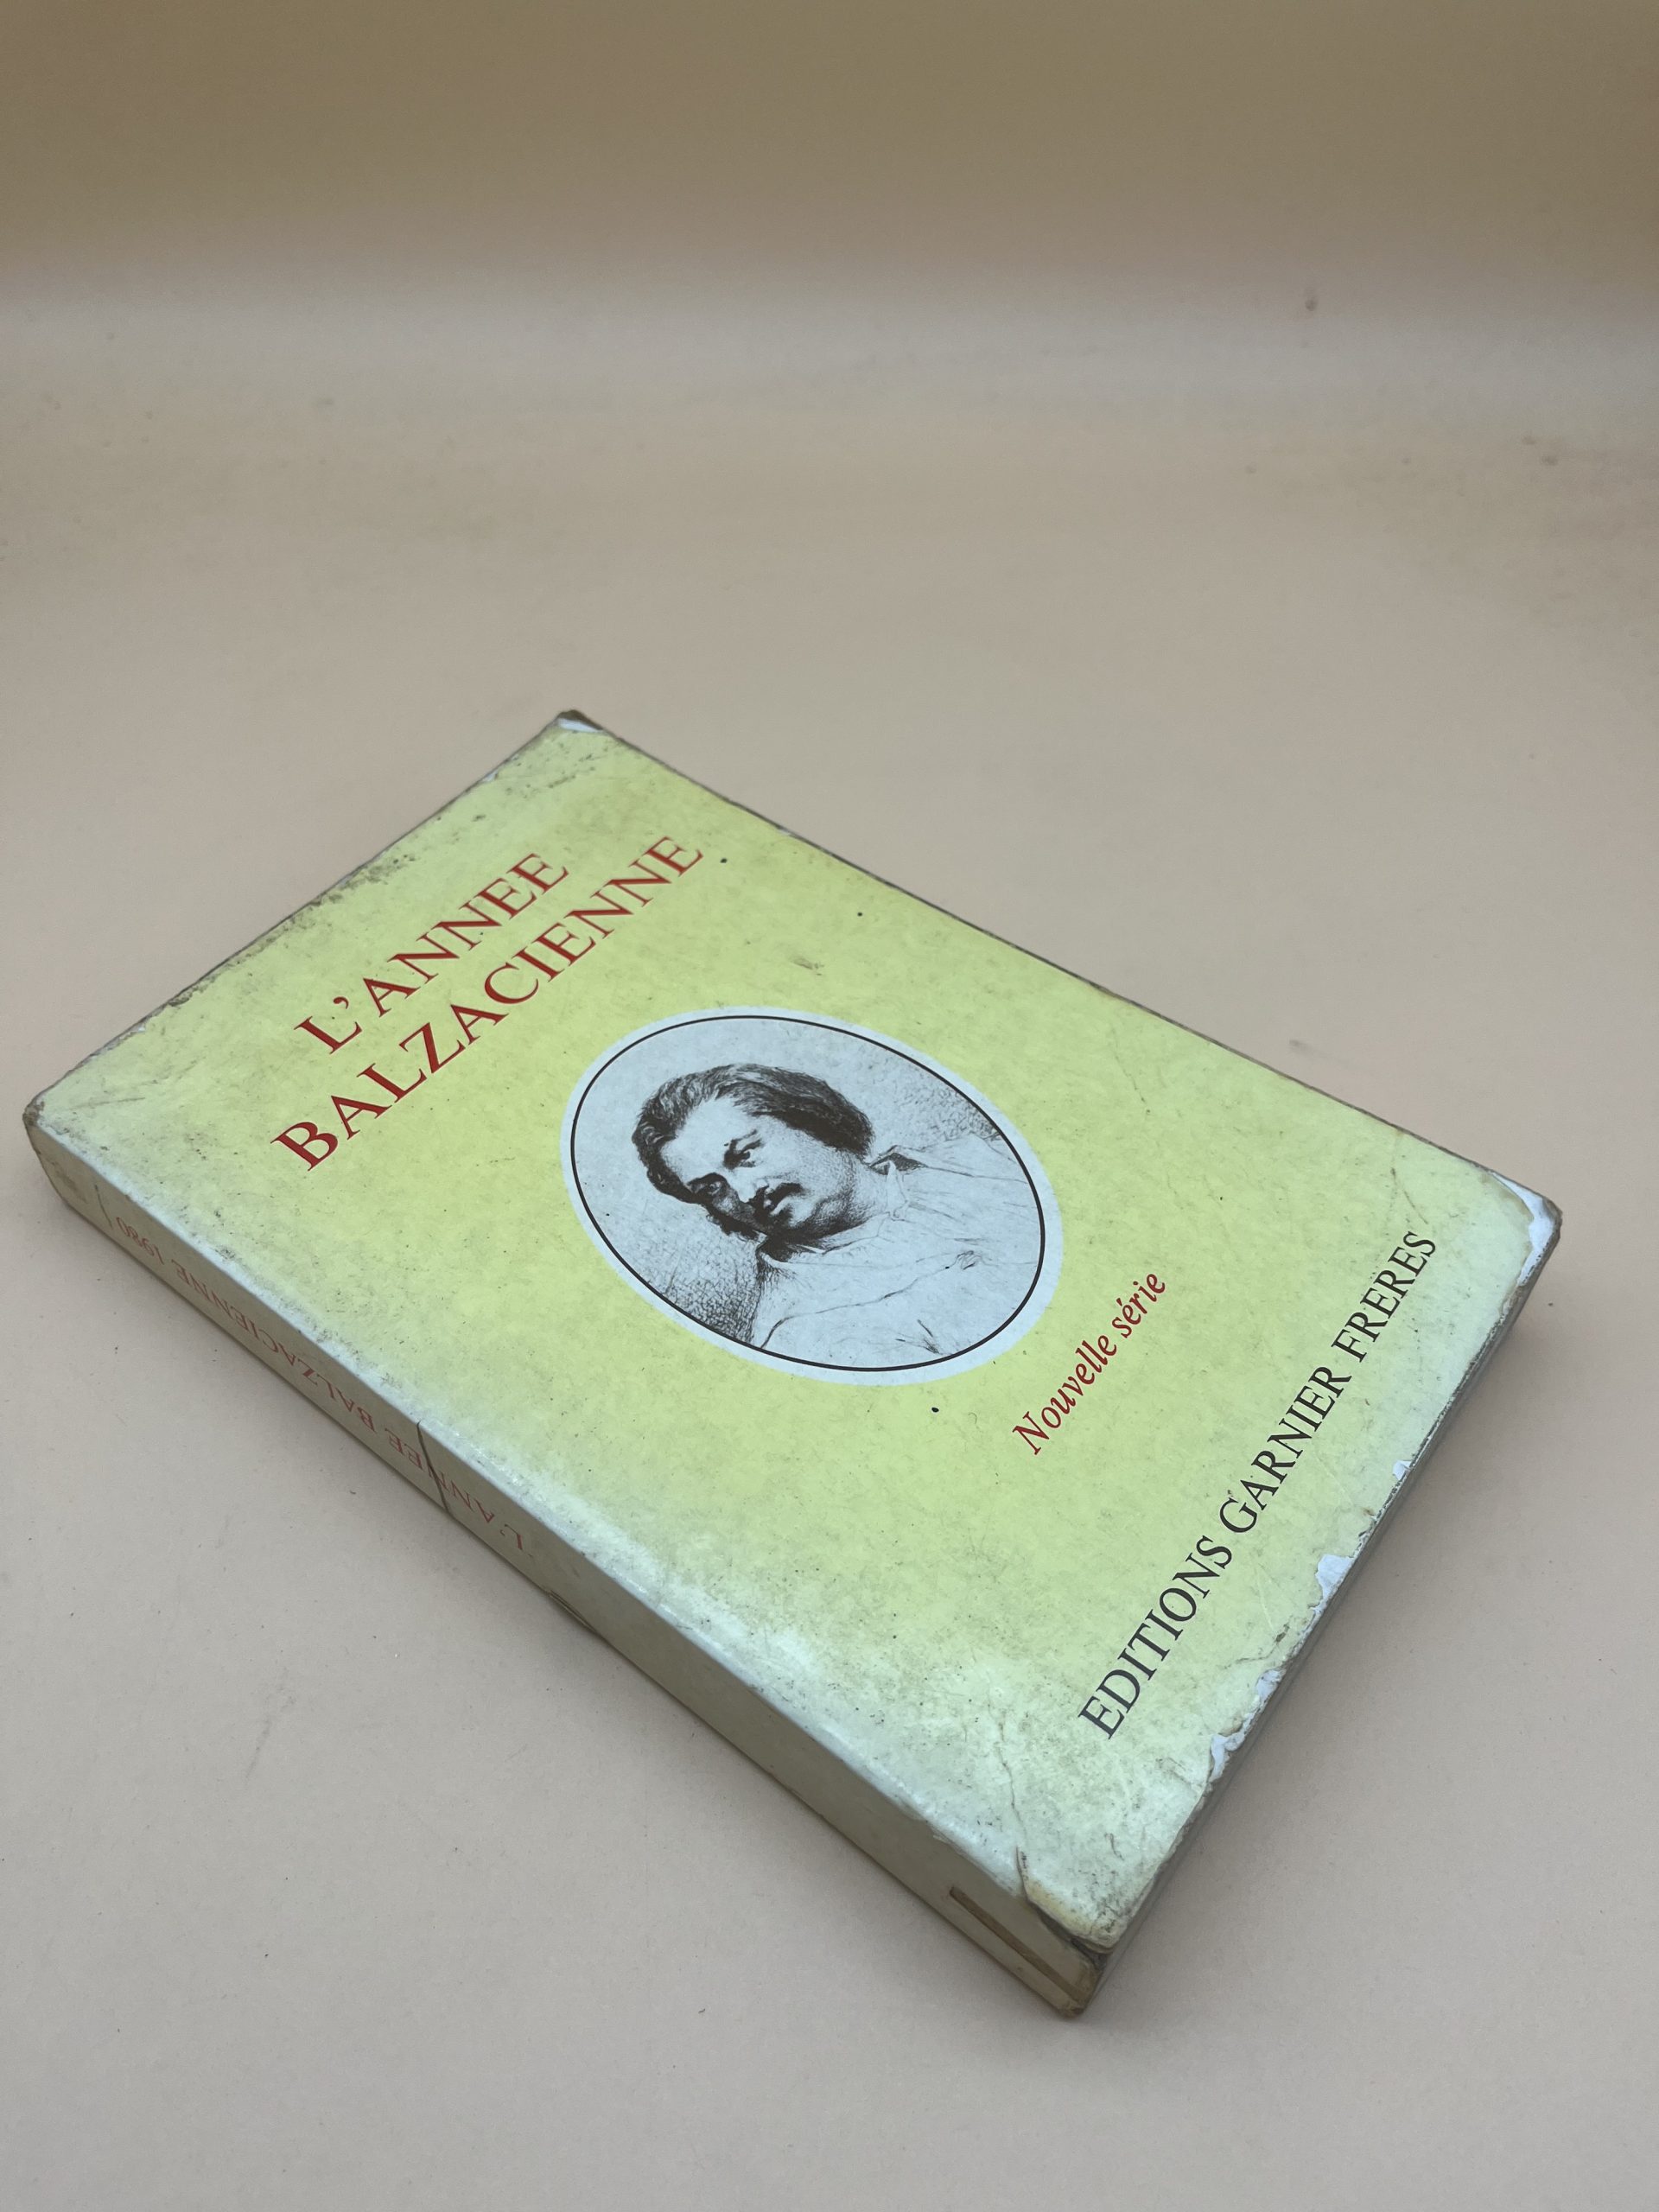 L'ANNEE
BALZACIENNE
Nouvelle série
EDITIONS GARNIER FRERES
L'ANNEE BALZACIENNE 1980